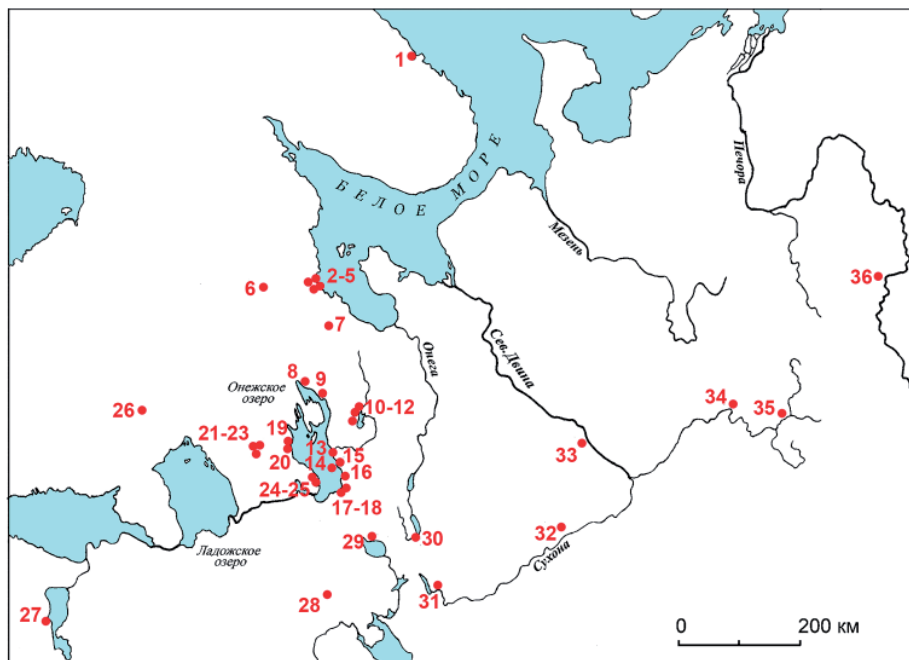 1
БЕЛОЕ МОРЕ
Печора
Мезень
2-5
6
36
7
Онега
Сев.Двина
8
9
Онежское
озеро
10-12
26
34
35
19
21-23
13
15
33
20
14
16
24-25
17-18
Ладожское
озеро
29
30
32
Сухона
31
28
27
0
200 км